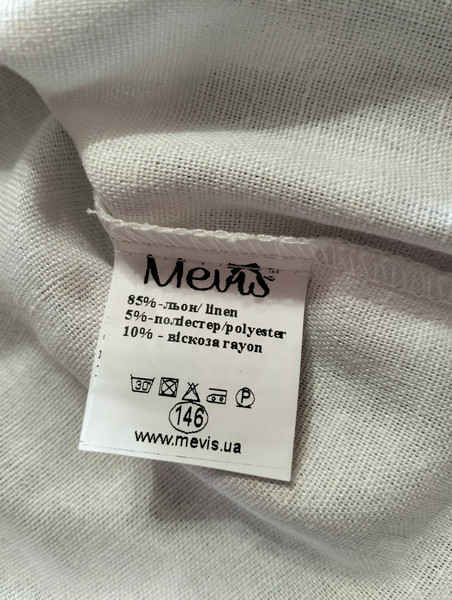 Mevis
85%-льон/ linen
5%-поліестер/polyester
10% - віскоза rayon
30°
P
146
www.mevis.ua